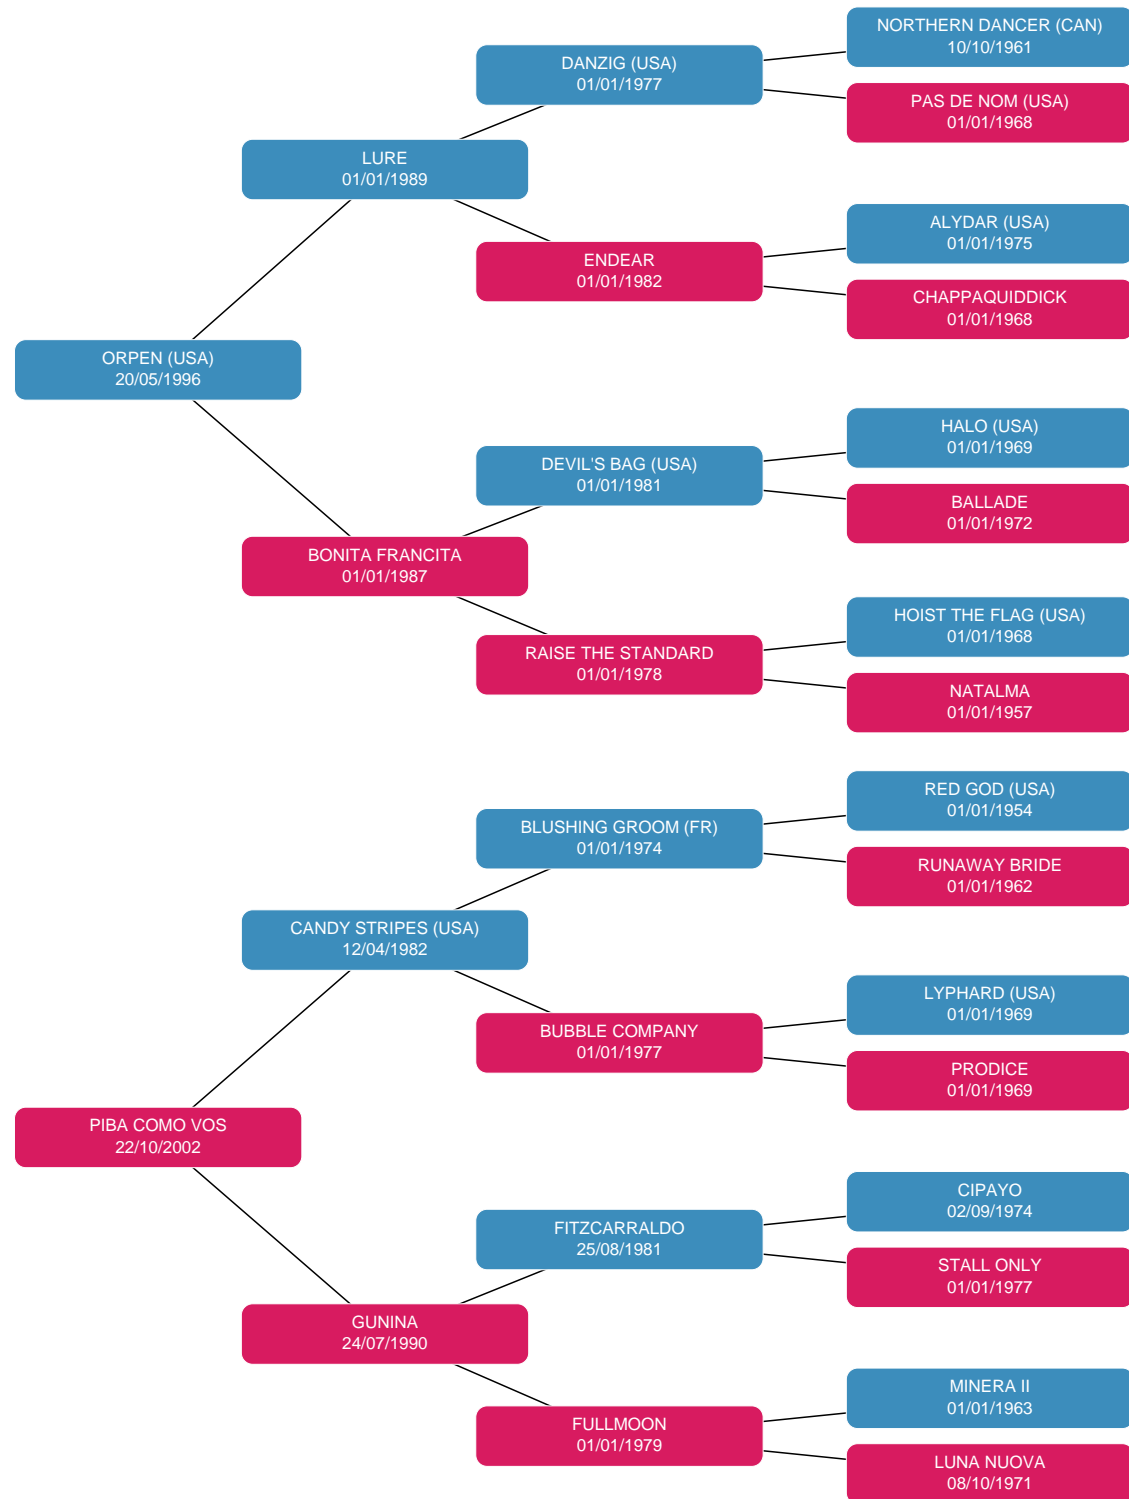 NORTHERN DANCER (CAN)
10/10/1961
DANZIG (USA)
01/01/1977
PAS DE NOM (USA)
01/01/1968
LURE
01/01/1989
ALYDAR (USA)
01/01/1975
ENDEAR
01/01/1982
CHAPPAQUIDDICK
01/01/1968
ORPEN (USA)
20/05/1996
HALO (USA)
01/01/1969
DEVIL'S BAG (USA)
01/01/1981
BALLADE
01/01/1972
BONITA FRANCITA
01/01/1987
HOIST THE FLAG (USA)
01/01/1968
RAISE THE STANDARD
01/01/1978
NATALMA
01/01/1957
RED GOD (USA)
01/01/1954
BLUSHING GROOM (FR)
01/01/1974
RUNAWAY BRIDE
01/01/1962
CANDY STRIPES (USA)
12/04/1982
LYPHARD (USA)
01/01/1969
BUBBLE COMPANY
01/01/1977
PRODICE
01/01/1969
PIBA COMO VOS
22/10/2002
CIPAYO
02/09/1974
FITZCARRALDO
25/08/1981
STALL ONLY
01/01/1977
GUNINA
24/07/1990
MINERA II
01/01/1963
FULLMOON
01/01/1979
LUNA NUOVA
08/10/1971